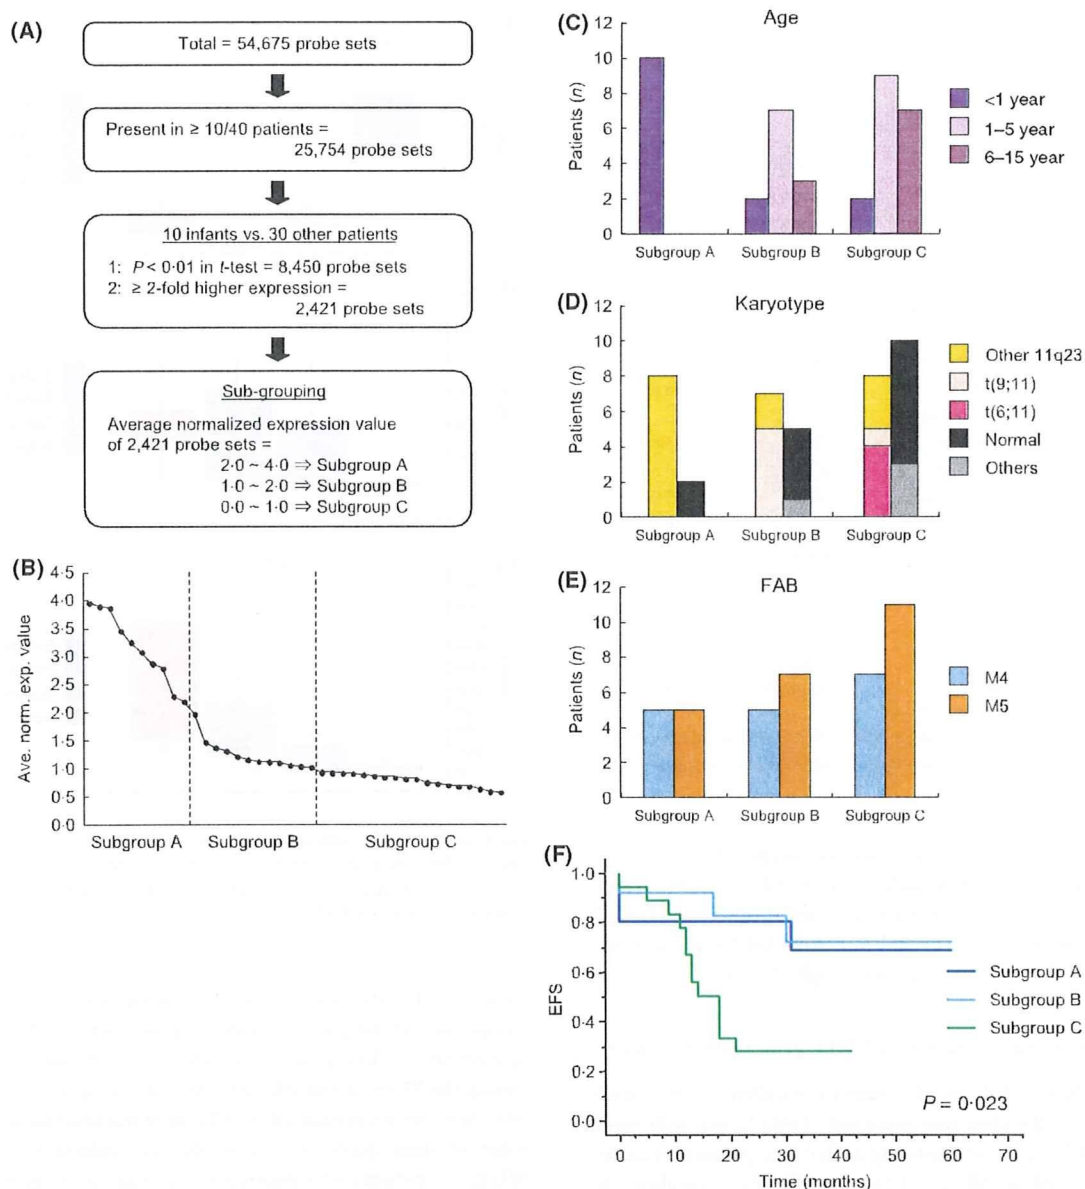 (A)
Total = 54,675 probe sets
Present in ≥ 10/40 patients =
25,754 probe sets
10 infants vs. 30 other patients
1: P < 0·01 in t-test = 8,450 probe sets
2: ≥ 2-fold higher expression =
2,421 probe sets
Sub-grouping
Average normalized expression value
of 2,421 probe sets =
2·0 ~ 4·0 ⇒ Subgroup A
1·0 ~ 2·0 ⇒ Subgroup B
0·0 ~ 1·0 ⇒ Subgroup C
(B)
Ave. norm. exp. value
4·5
4·0
3·5
3·0
2·5
2·0
1·5
1·0
0·5
0·0
Subgroup A Subgroup B Subgroup C
(C)
Age
Patients (n)
12
10
8
6
4
2
0
Subgroup A Subgroup B Subgroup C
<1 year
1–5 year
6–15 year
(D)
Karyotype
Patients (n)
12
10
8
6
4
2
0
Subgroup A Subgroup B Subgroup C
Other 11q23
t(9;11)
t(6;11)
Normal
Others
(E)
FAB
Patients (n)
12
10
8
6
4
2
0
Subgroup A Subgroup B Subgroup C
M4
M5
(F)
EFS
1·0
0·8
0·6
0·4
0·2
0·0
Subgroup A
Subgroup B
Subgroup C
P = 0·023
0 10 20 30 40 50 60 70
Time (months)